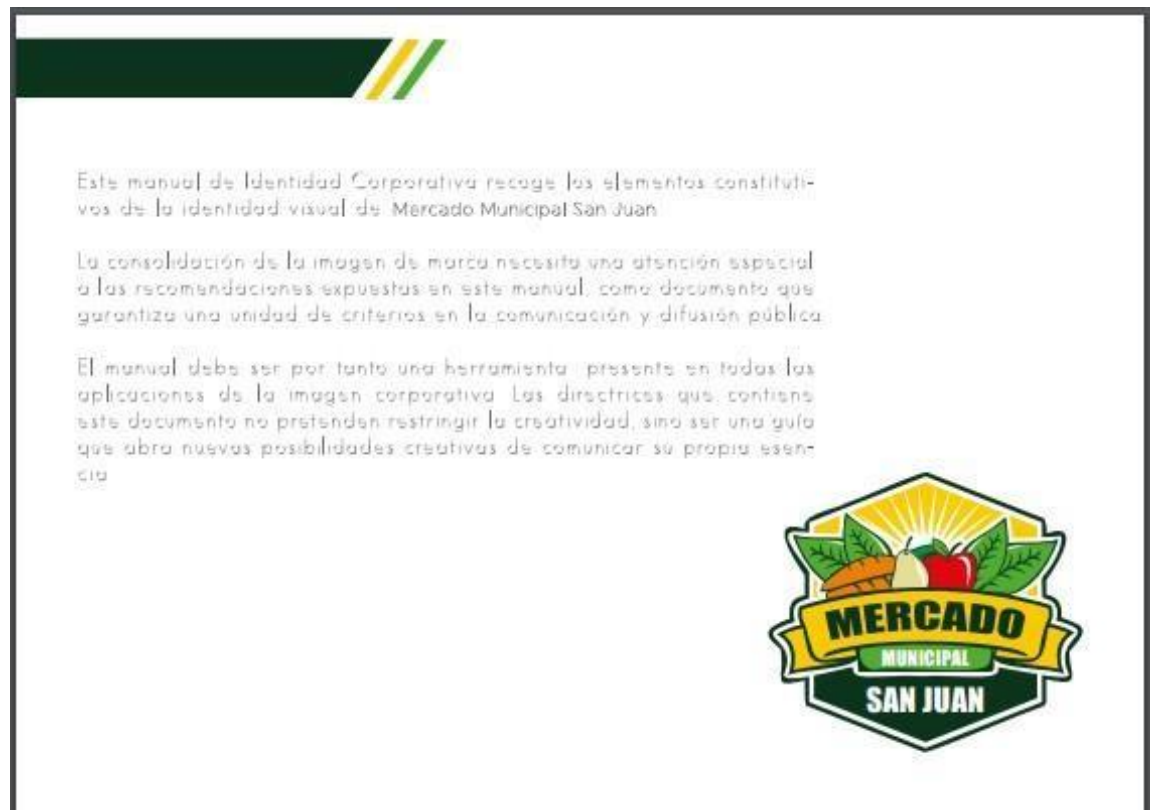 Este manual de Identidad Corporativa recoge los elementos constituti-
vos de la identidad visual de Mercado Municipal San Juan
La consolidación de la imagen de marca necesita una atención especial
a las recomendaciones expuestas en este manual, como documento que
garantiza una unidad de criterios en la comunicación y difusión pública
El manual debe ser por tanto una herramienta presente en todas las
aplicaciones de la imagen corporativa Las directrices que contiene
este documento no pretenden restringir la creatividad, sino ser una guía
que abra nuevas posibilidades creativas de comunicar su propia esen-
cia
MERCADO
MUNICIPAL
SAN JUAN